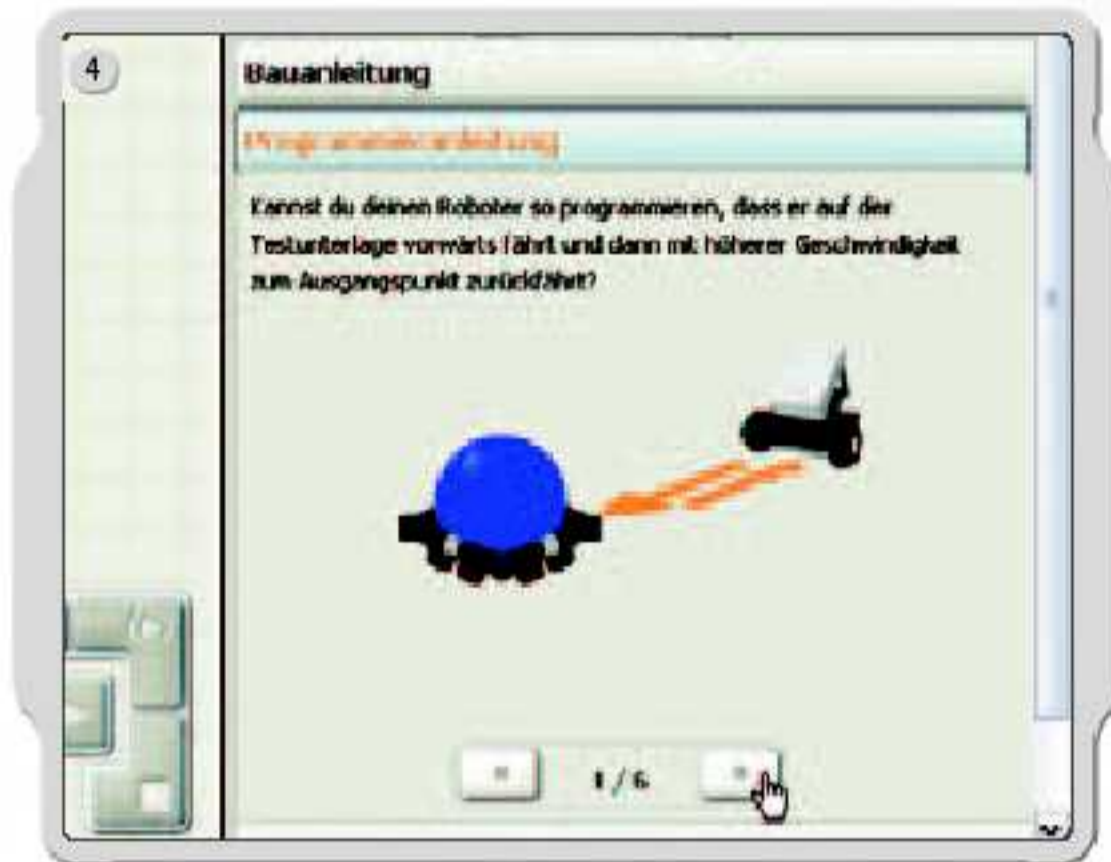 4
Bauanleitung
Programmieranleitung
Kannst du deinen Roboter so programmieren, dass er auf der
Testunterlage vorwärts fährt und dann mit höherer Geschwindigkeit
zum Ausgangspunkt zurückfährt?
1 / 6